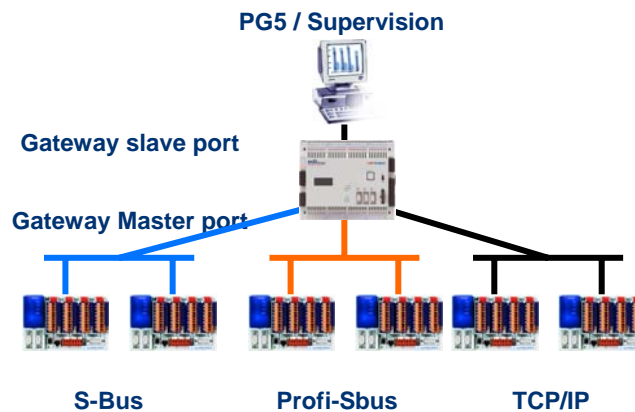 PG5 / Supervision
Gateway slave port
Gateway Master port
S-Bus
Profi-Sbus
TCP/IP